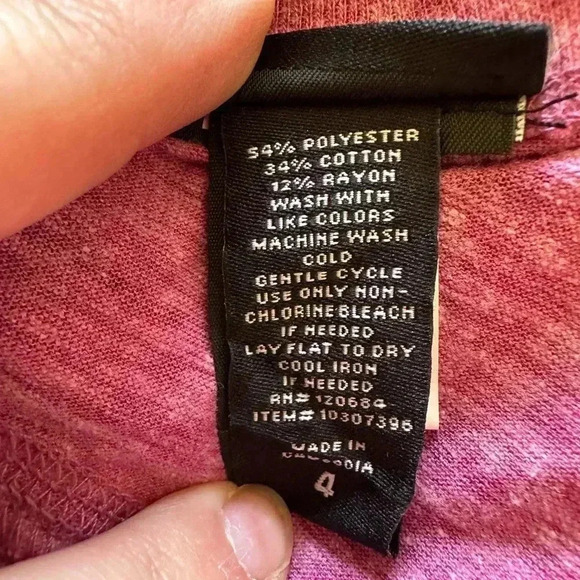 54% POLYESTER
34% COTTON
12% RAYON
WASH WITH
LIKE COLORS
MACHINE WASH
COLD
GENTLE CYCLE
USE ONLY NON-
CHLORINE BLEACH
IF NEEDED
LAY FLAT TO DRY
COOL IRON
IF NEEDED
RN# 120684
ITEM# 10307396
MADE IN
CAMBODIA
4